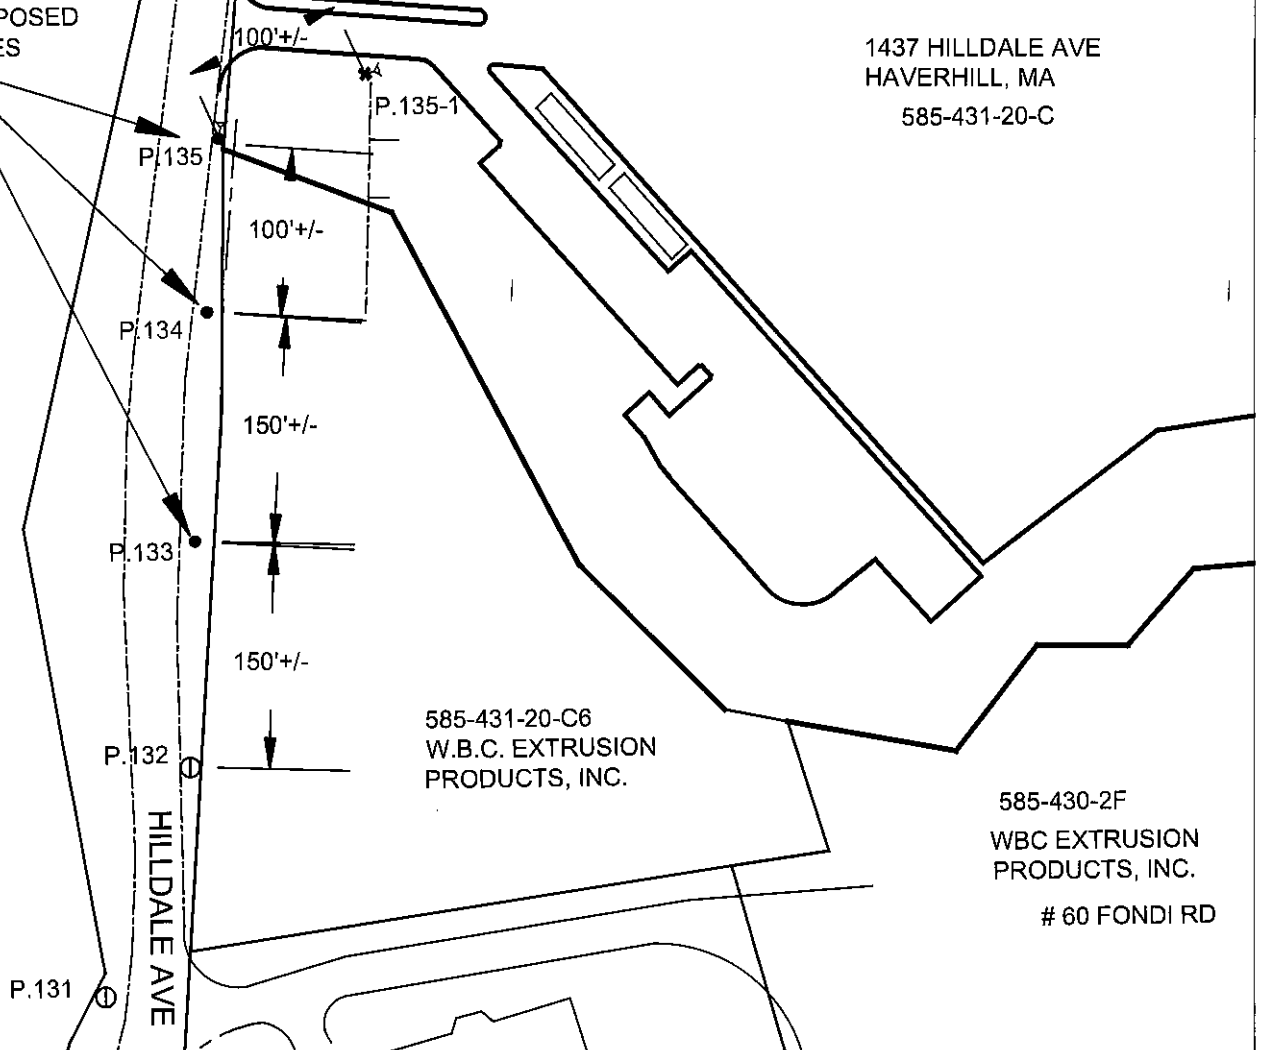 POSED
ES
100'+/-
1437 HILLDALE AVE
HAVERHILL, MA
585-431-20-C
P.135-1
P.135
100'+/-
P.134
150'+/-
P.133
150'+/-
P.132
585-431-20-C6
W.B.C. EXTRUSION
PRODUCTS, INC.
585-430-2F
WBC EXTRUSION
PRODUCTS, INC.
# 60 FONDI RD
HILLDALE AVE
P.131